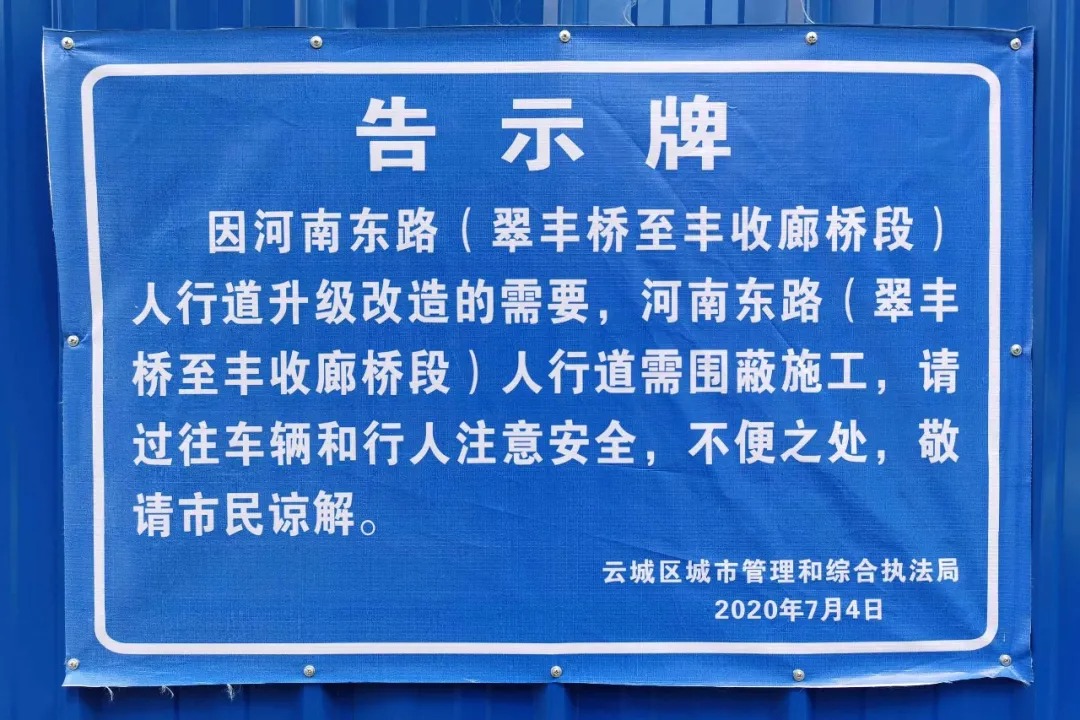 告示牌
因河南东路（翠丰桥至丰收廊桥段）
人行道升级改造的需要，河南东路（翠丰
桥至丰收廊桥段）人行道需围蔽施工，请
过往车辆和行人注意安全，不便之处，敬
请市民谅解。
云城区城市管理和综合执法局
2020年7月4日